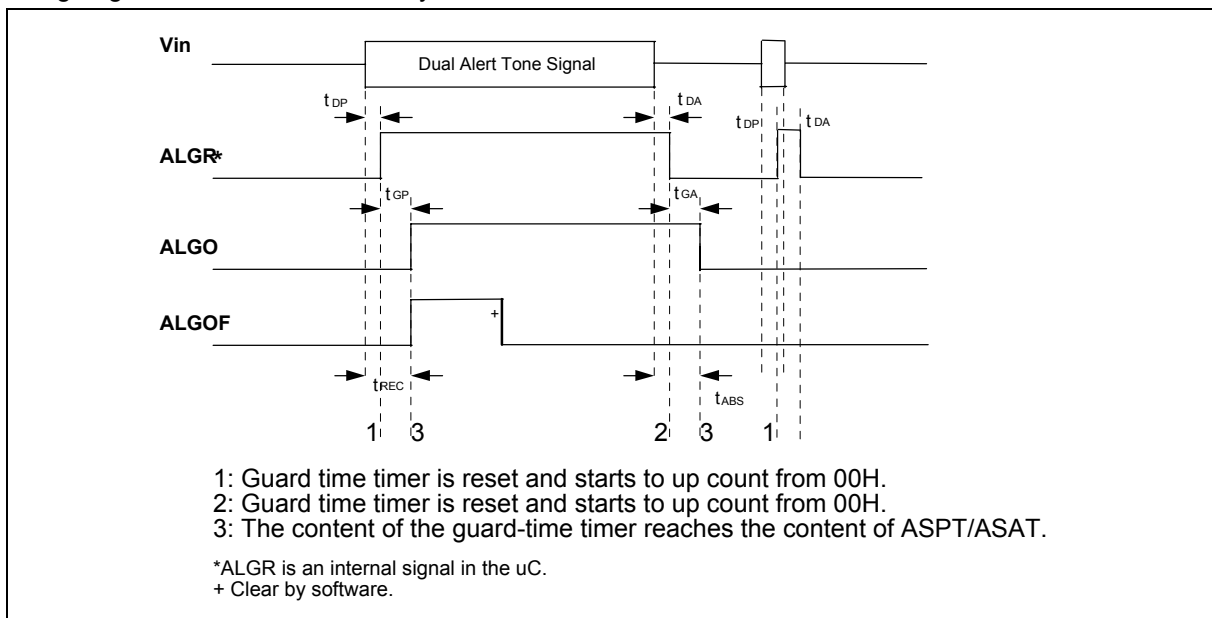 Vin
Dual Alert Tone Signal
tDP
tDA
tDP
tDA
ALGR*
tGP
tGA
ALGO
ALGOF
+
tREC
tABS
1 3 2 3 1
1: Guard time timer is reset and starts to up count from 00H.
2: Guard time timer is reset and starts to up count from 00H.
3: The content of the guard-time timer reaches the content of ASPT/ASAT.
*ALGR is an internal signal in the uC.
+ Clear by software.